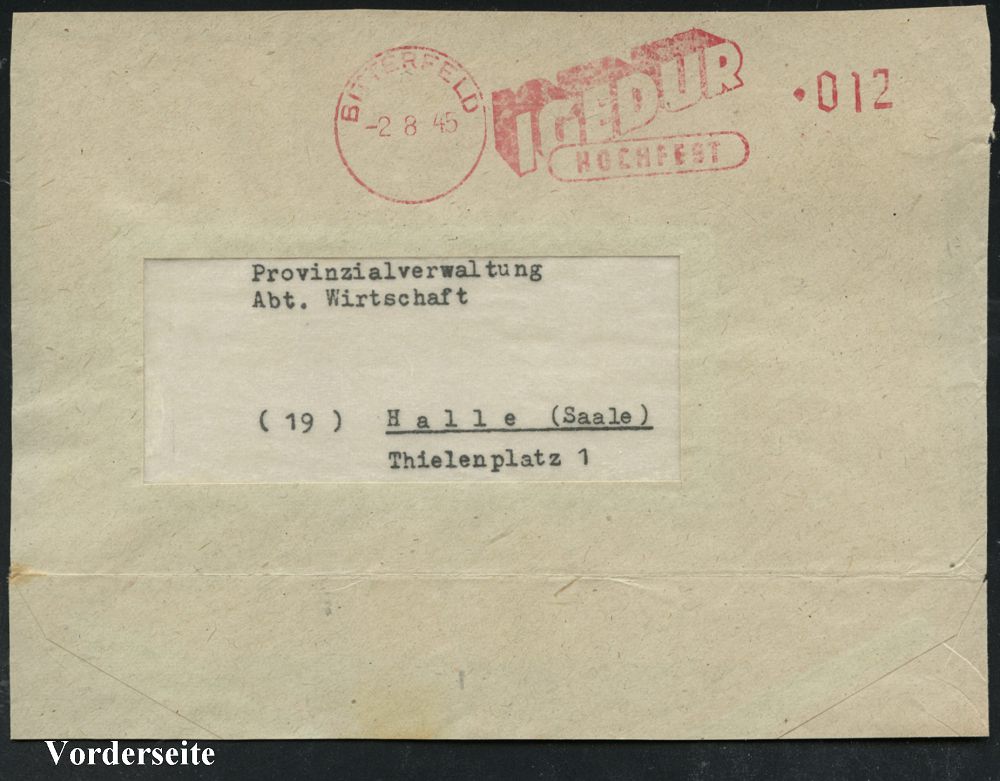 BITTERFELD
-2 8 45
IGEDUR
HOCHFEST
012
Provinzialverwaltung
Abt. Wirtschaft
(19) Halle (Saale)
Thielenplatz 1
Vorderseite